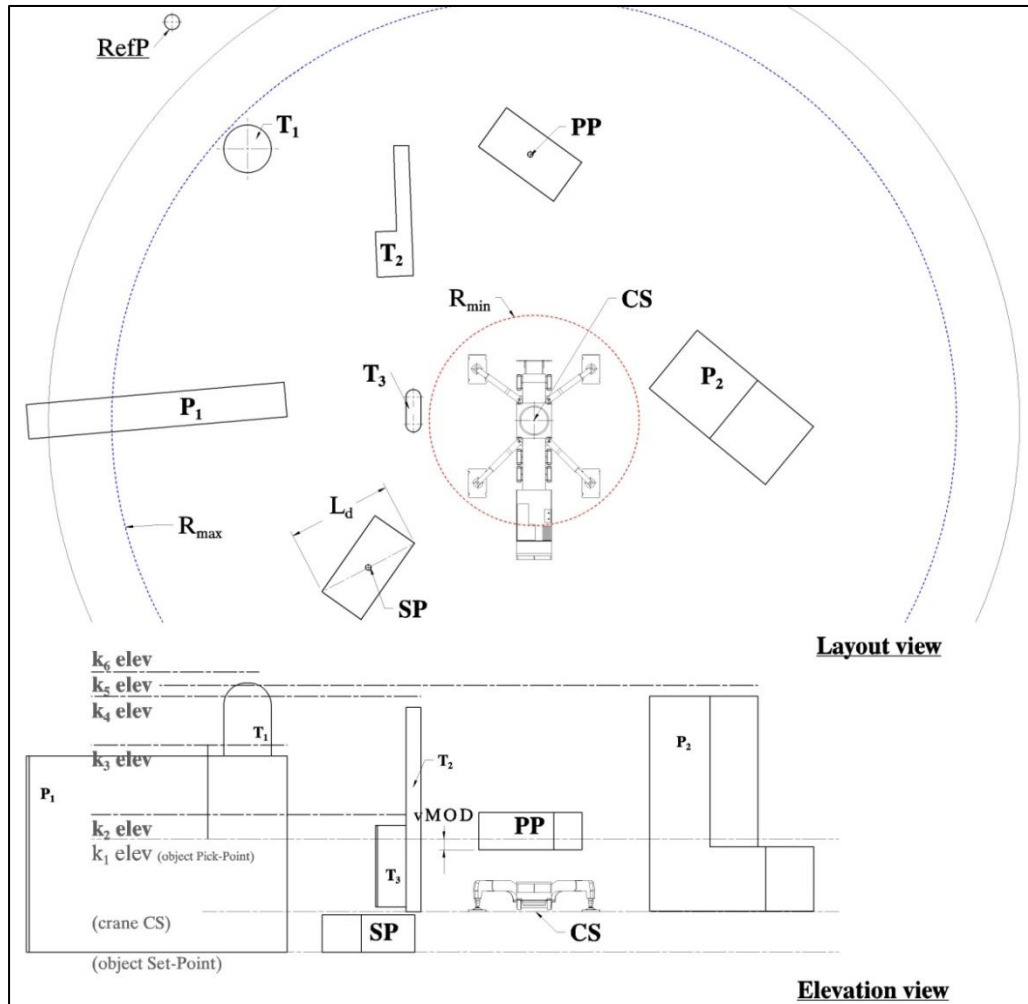 RefP
T₁
PP
T₂
Rmin
CS
T₃
P₂
P₁
Ld
Rmax
SP
Layout view
k₆ elev
k₅ elev
k₄ elev
T₁
k₃ elev
T₂
P₂
P₁
vMOD
PP
k₂ elev
k₁ elev (object Pick-Point)
T₃
(crane CS)
SP
CS
(object Set-Point)
Elevation view